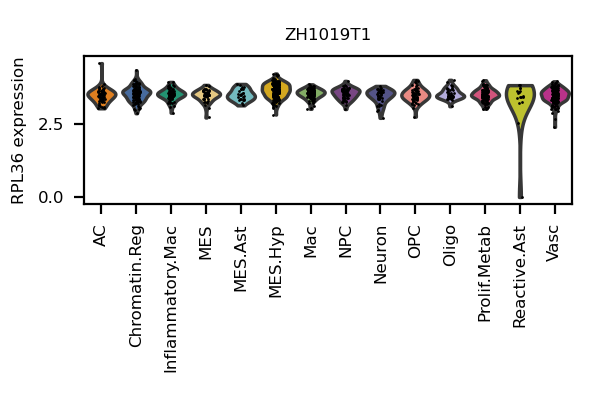 ZH1019T1
RPL36 expression
2.5
0.0
AC
Chromatin.Reg
Inflammatory.Mac
MES
MES.Ast
MES.Hyp
Mac
NPC
Neuron
OPC
Oligo
Prolif.Metab
Reactive.Ast
Vasc